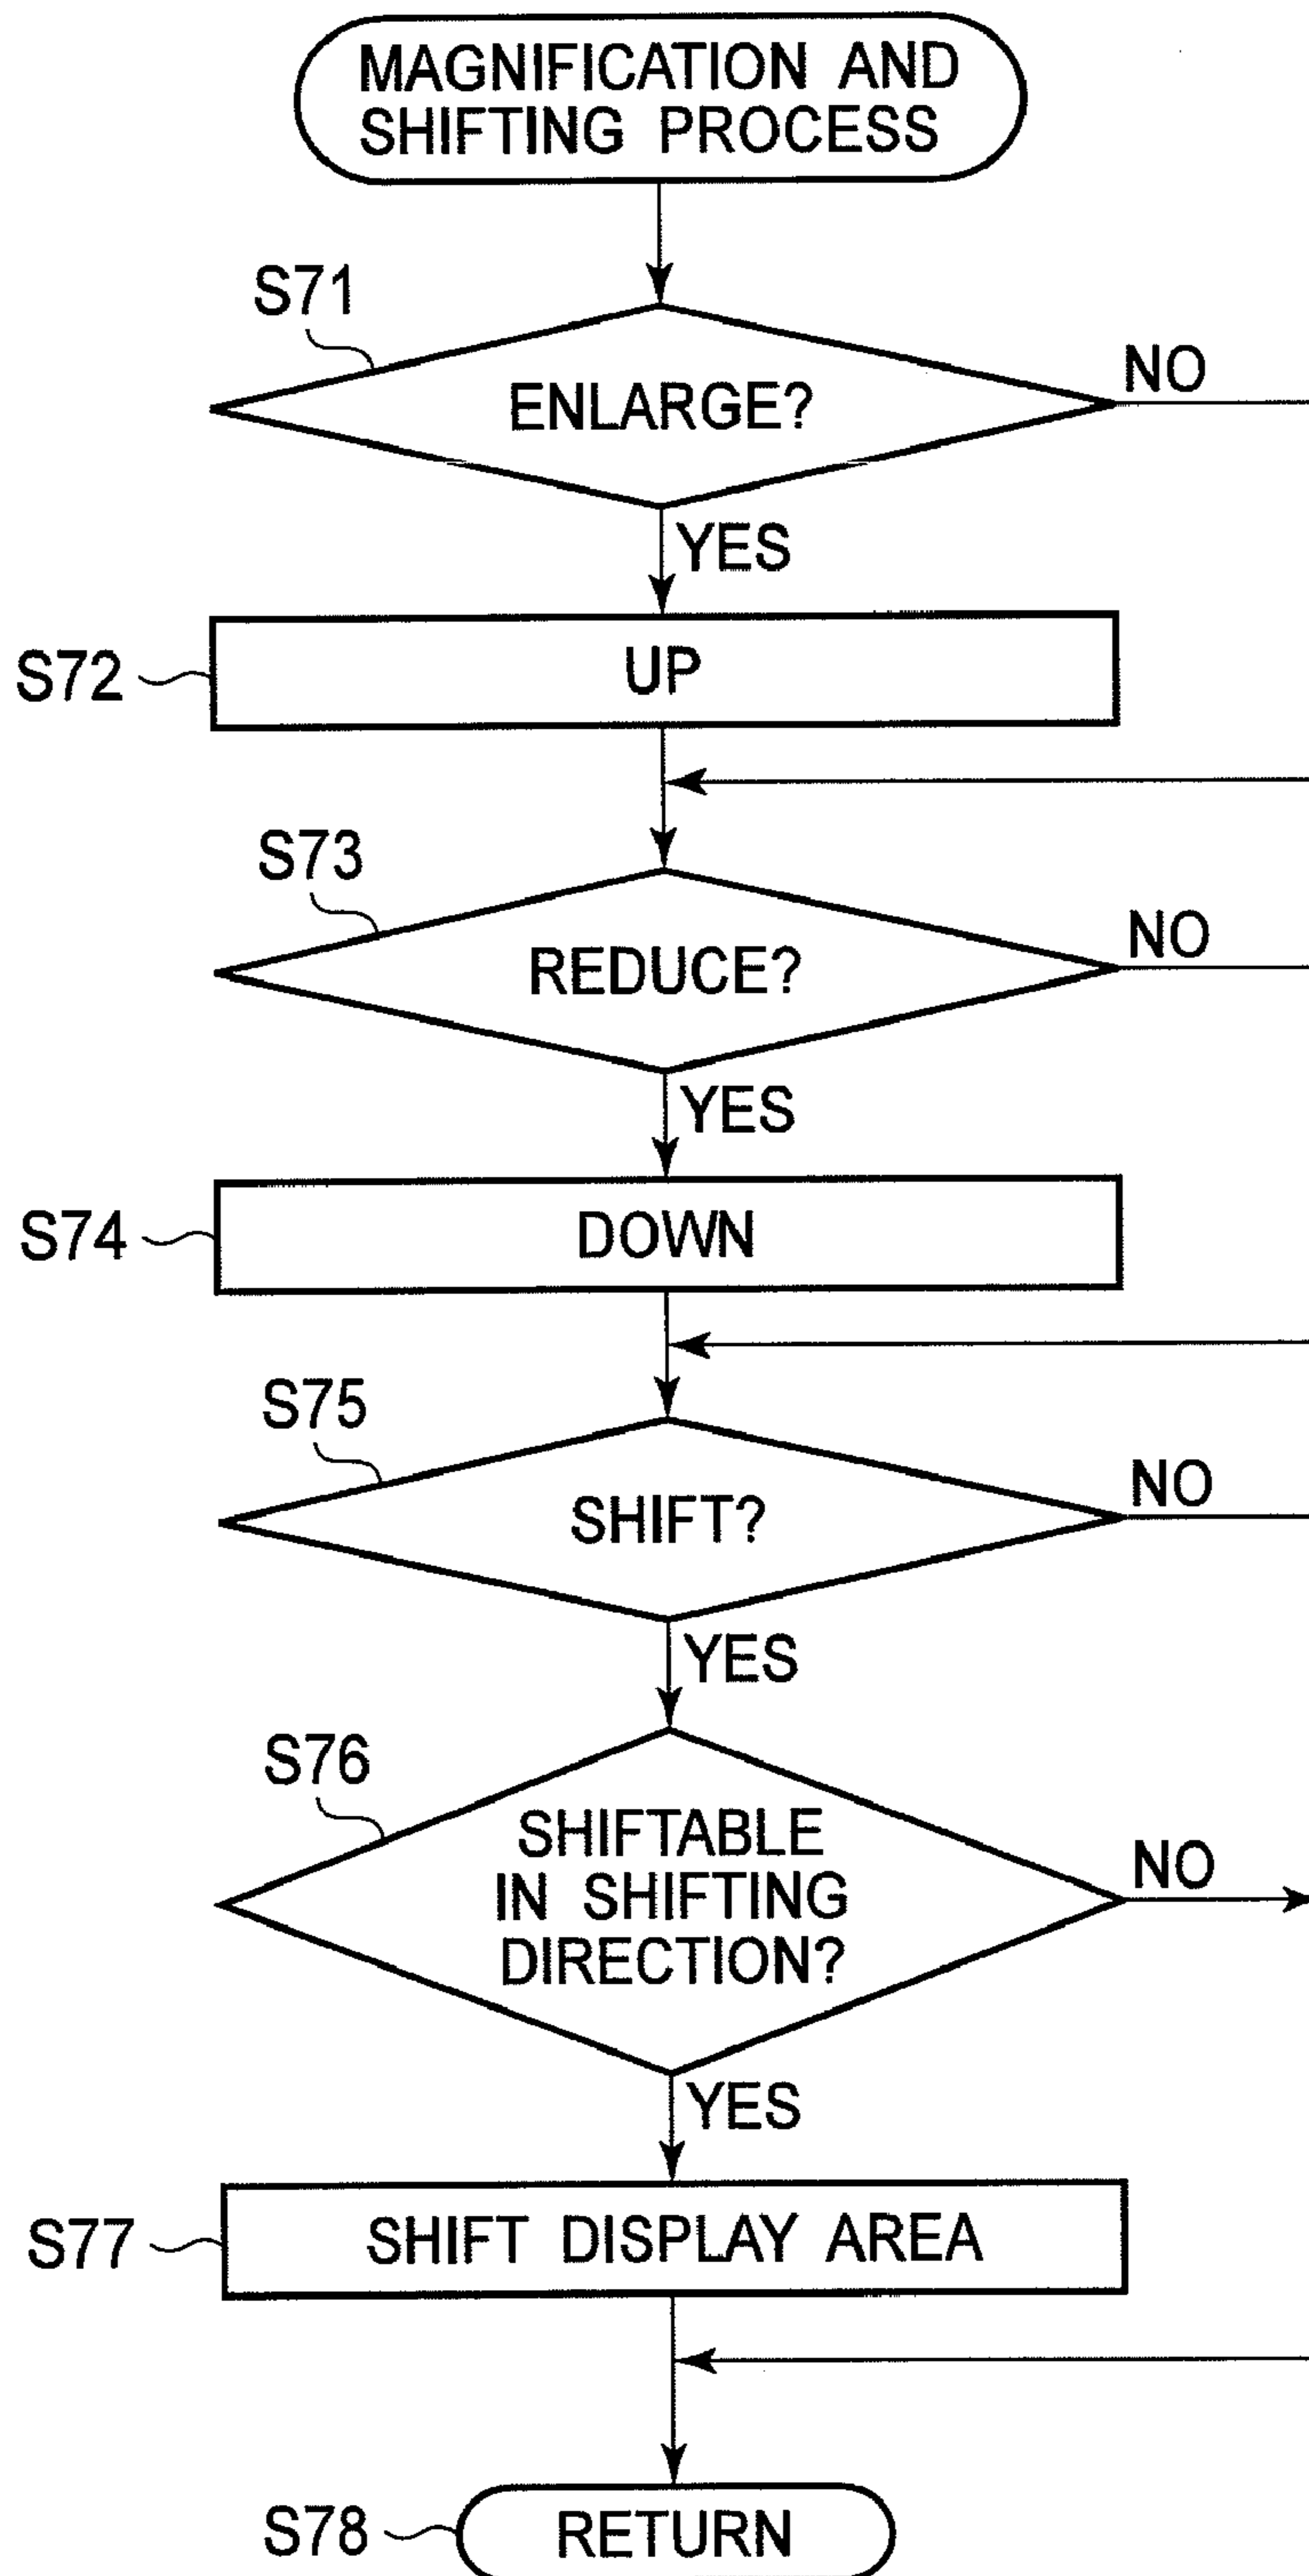 MAGNIFICATION AND
SHIFTING PROCESS
S71
ENLARGE?
NO
YES
S72
UP
S73
REDUCE?
NO
YES
S74
DOWN
S75
SHIFT?
NO
YES
S76
SHIFTABLE
IN SHIFTING
DIRECTION?
NO
YES
S77
SHIFT DISPLAY AREA
S78
RETURN